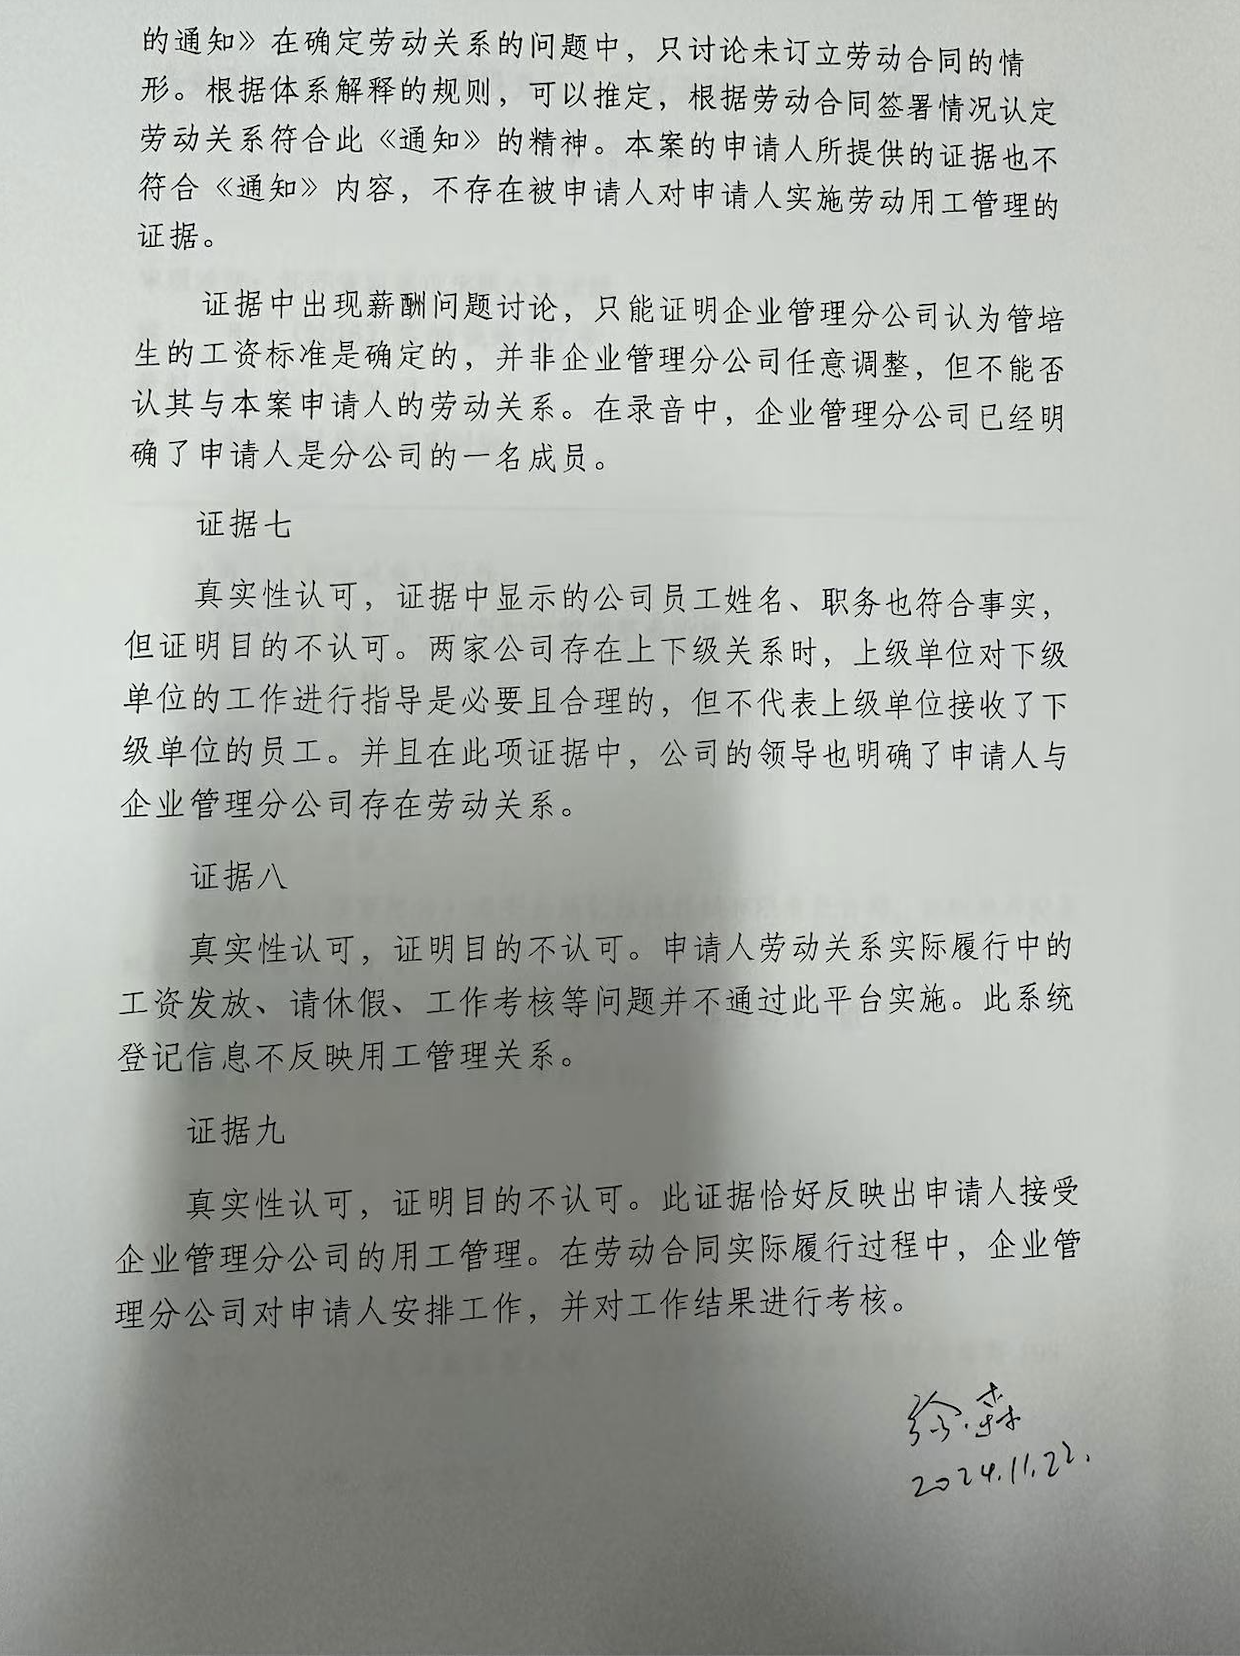 的通知》在确定劳动关系的问题中，只讨论未订立劳动合同的情
形。根据体系解释的规则，可以推定，根据劳动合同签署情况认定
劳动关系符合此《通知》的精神。本案的申请人所提供的证据也不
符合《通知》内容，不存在被申请人对申请人实施劳动用工管理的
证据。
证据中出现薪酬问题讨论，只能证明企业管理分公司认为管培
生的工资标准是确定的，并非企业管理分公司任意调整，但不能否
认其与本案申请人的劳动关系。在录音中，企业管理分公司已经明
确了申请人是分公司的一名成员。
证据七
真实性认可，证据中显示的公司员工姓名、职务也符合事实，
但证明目的不认可。两家公司存在上下级关系时，上级单位对下级
单位的工作进行指导是必要且合理的，但不代表上级单位接收了下
级单位的员工。并且在此项证据中，公司的领导也明确了申请人与
企业管理分公司存在劳动关系。
证据八
真实性认可，证明目的不认可。申请人劳动关系实际履行中的
工资发放、请休假、工作考核等问题并不通过此平台实施。此系统
登记信息不反映用工管理关系。
证据九
真实性认可，证明目的不认可。此证据恰好反映出申请人接受
企业管理分公司的用工管理。在劳动合同实际履行过程中，企业管
理分公司对申请人安排工作，并对工作结果进行考核。
徐森
2024.11.22.